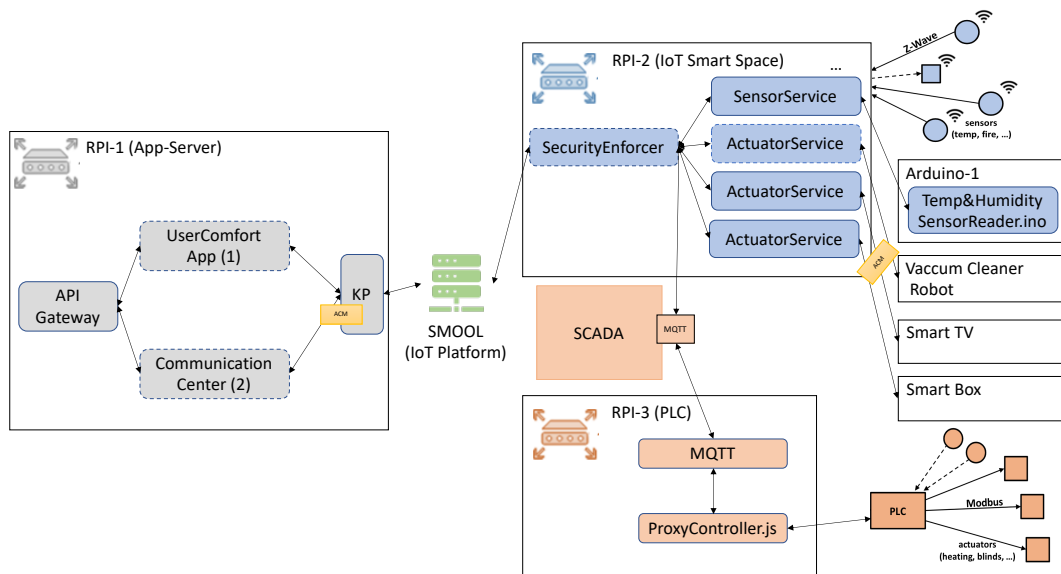 RPI-1 (App-Server)
UserComfort
App (1)
API
Gateway
Communication
Center (2)
KP
ACM
SMOOL
(IoT Platform)
RPI-2 (IoT Smart Space)
...
SecurityEnforcer
SensorService
ActuatorService
ActuatorService
ActuatorService
Z-Wave
sensors
(temp, fire, ...)
Arduino-1
Temp&Humidity
SensorReader.ino
ACM
Vaccum Cleaner
Robot
Smart TV
Smart Box
SCADA
MQTT
RPI-3 (PLC)
MQTT
ProxyController.js
PLC
Modbus
actuators
(heating, blinds, ...)